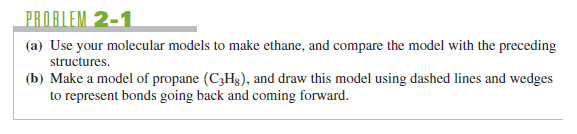 PROBLEM 2-1
(a) Use your molecular models to make ethane, and compare the model with the preceding
structures.
(b) Make a model of propane (C₃H₈), and draw this model using dashed lines and wedges
to represent bonds going back and coming forward.